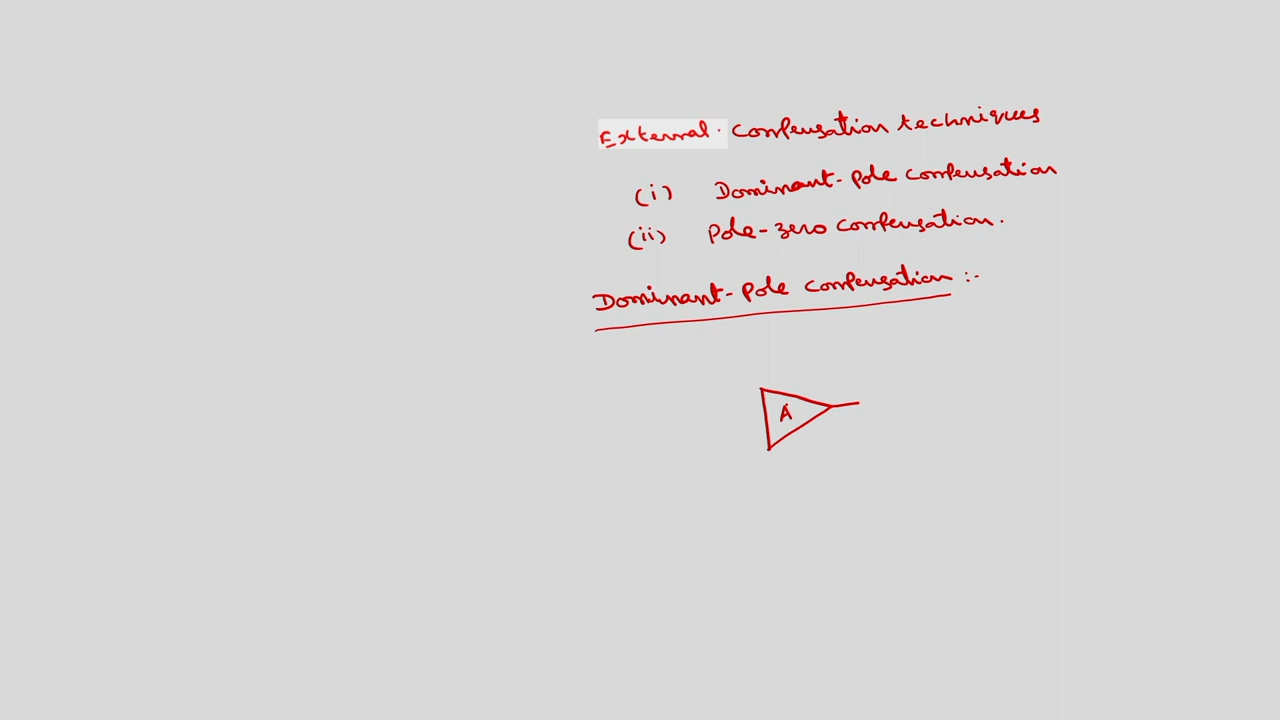 External. Compensation techniques
(i) Dominant-pole compensation
(ii) Pole-zero compensation.
Dominant-pole compensation :-
A